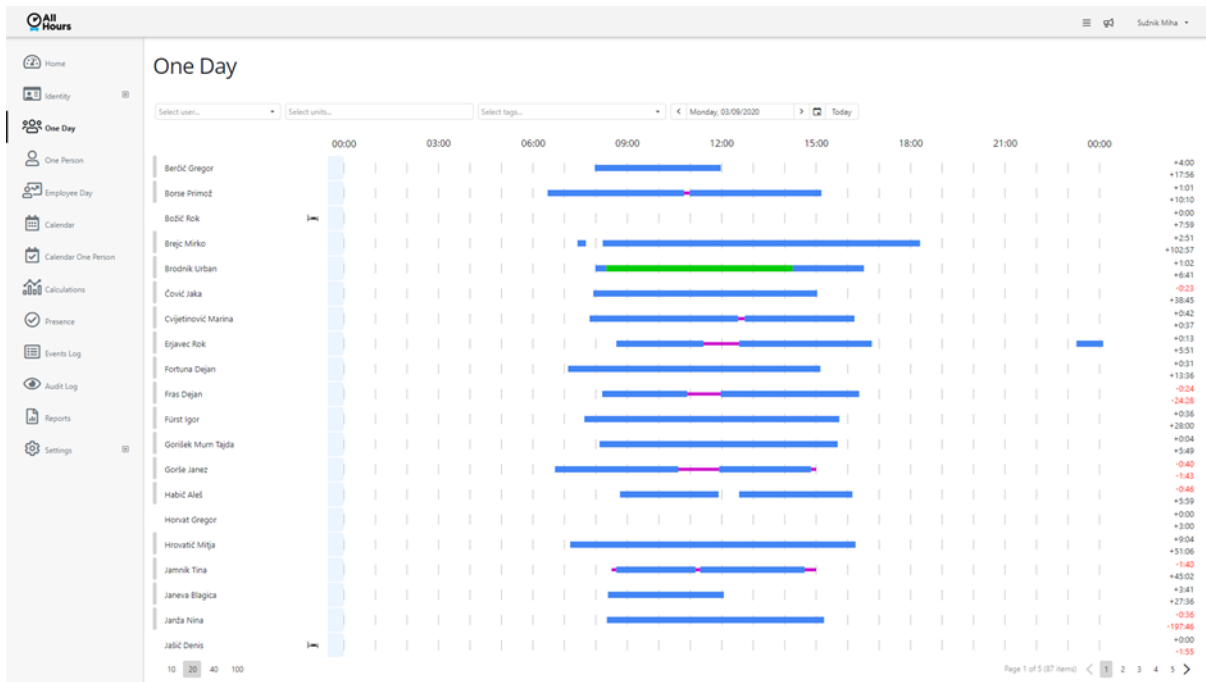 All
Hours
Sušnik Miha
Home
One Day
Identity
Select user...
Select units...
Select tags...
Monday, 03/09/2020
Today
One Day
00:00 03:00 06:00 09:00 12:00 15:00 18:00 21:00 00:00
One Person
Berčič Gregor
+4:00
+17:56
Employee Day
Borse Primož
+1:01
+10:10
Calendar
Božič Rok
+0:00
+7:59
Calendar One Person
Brejc Mirko
+2:51
+102:57
Calculations
Brodnik Urban
+1:02
+6:41
Presence
Čović Jaka
-0:23
+38:45
Events Log
Cvijetinović Marina
+0:42
+0:37
Audit Log
Erjavec Rok
+0:13
+5:51
Reports
Fortuna Dejan
+0:31
+13:36
Settings
Fras Dejan
-0:24
-24:28
Fürst Igor
+0:36
+28:00
Gorišek Murn Tajda
+0:04
+5:49
Gorše Janez
-0:40
-1:43
Habič Aleš
-0:46
+5:59
Horvat Gregor
+0:00
+3:00
Hrovatič Mitja
+9:04
+51:06
Jamnik Tina
-1:40
+45:02
Janeva Blagica
+3:41
+27:36
Janža Nina
-0:36
-197:46
Jašič Denis
+0:00
-1:55
10 20 40 100
Page 1 of 5 (87 items) 1 2 3 4 5